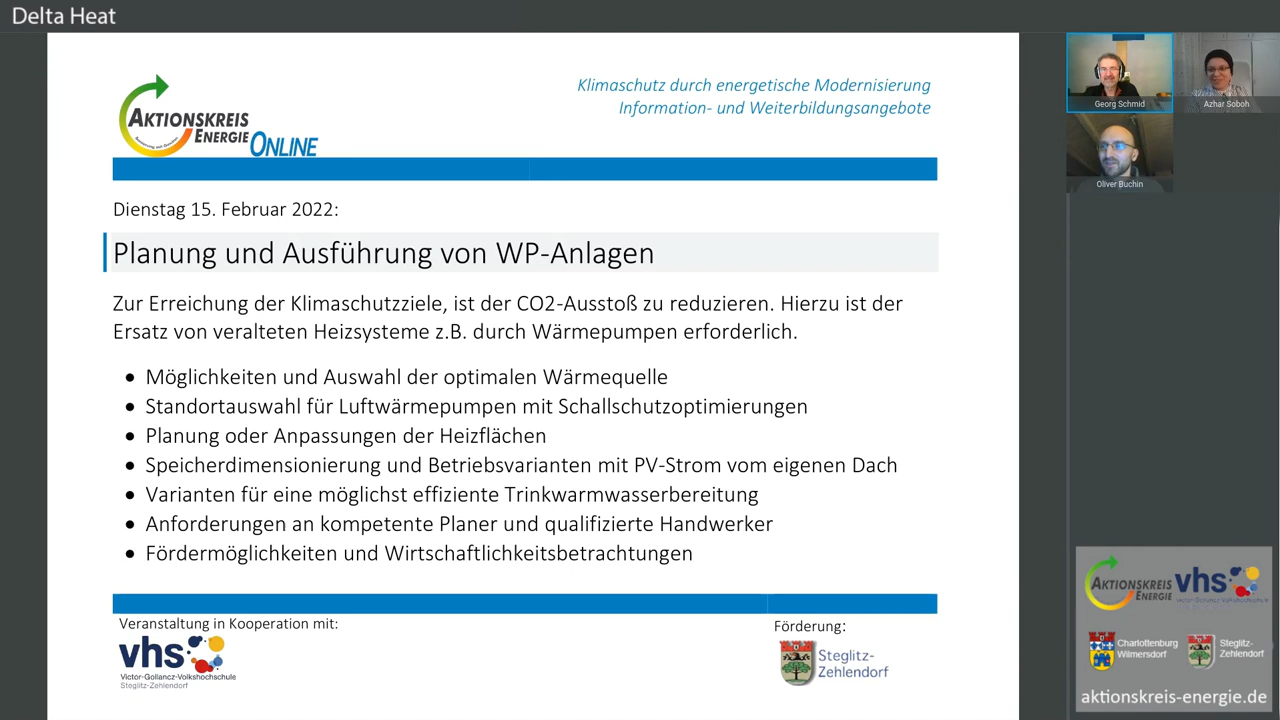 Delta Heat
AKTIONSKREIS
ENERGIE ONLINE
Klimaschutz durch energetische Modernisierung
Information- und Weiterbildungsangebote
Dienstag 15. Februar 2022:
Planung und Ausführung von WP-Anlagen
Zur Erreichung der Klimaschutzziele, ist der CO2-Ausstoß zu reduzieren. Hierzu ist der
Ersatz von veralteten Heizsysteme z.B. durch Wärmepumpen erforderlich.
• Möglichkeiten und Auswahl der optimalen Wärmequelle
• Standortauswahl für Luftwärmepumpen mit Schallschutzoptimierungen
• Planung oder Anpassungen der Heizflächen
• Speicherdimensionierung und Betriebsvarianten mit PV-Strom vom eigenen Dach
• Varianten für eine möglichst effiziente Trinkwarmwasserbereitung
• Anforderungen an kompetente Planer und qualifizierte Handwerker
• Fördermöglichkeiten und Wirtschaftlichkeitsbetrachtungen
Veranstaltung in Kooperation mit:
vhs
Victor-Gollancz-Volkshochschule
Steglitz-Zehlendorf
Förderung:
Steglitz-
Zehlendorf
Georg Schmid
Azhar Soboh
Oliver Buchin
AKTIONSKREIS
ENERGIE
vhs
Victor-Gollancz-Volkshochschule
Charlottenburg
Wilmersdorf
Steglitz-
Zehlendorf
aktionskreis-energie.de